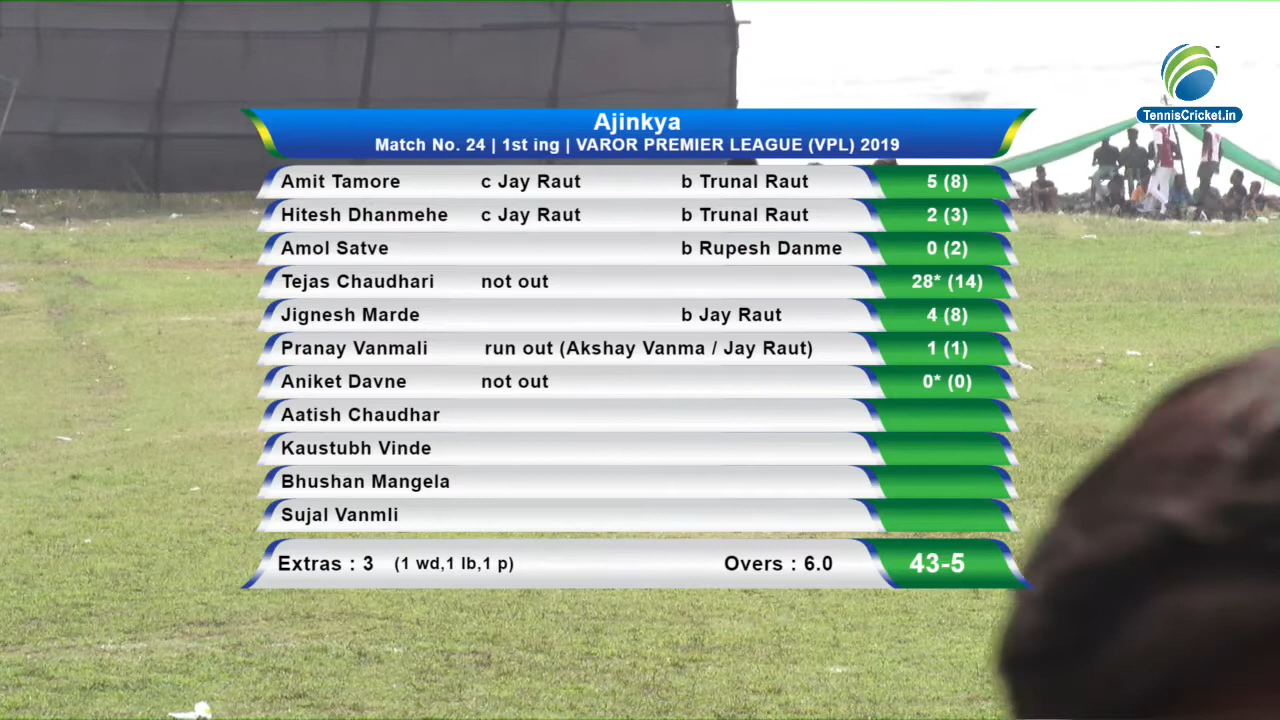 TennisCricket.in
Ajinkya
Match No. 24 | 1st ing | VAROR PREMIER LEAGUE (VPL) 2019
Amit Tamore c Jay Raut b Trunal Raut 5 (8)
Hitesh Dhanmehe c Jay Raut b Trunal Raut 2 (3)
Amol Satve b Rupesh Danme 0 (2)
Tejas Chaudhari not out 28* (14)
Jignesh Marde b Jay Raut 4 (8)
Pranay Vanmali run out (Akshay Vanma / Jay Raut) 1 (1)
Aniket Davne not out 0* (0)
Aatish Chaudhar
Kaustubh Vinde
Bhushan Mangela
Sujal Vanmli
Extras : 3 (1 wd,1 lb,1 p) Overs : 6.0 43-5